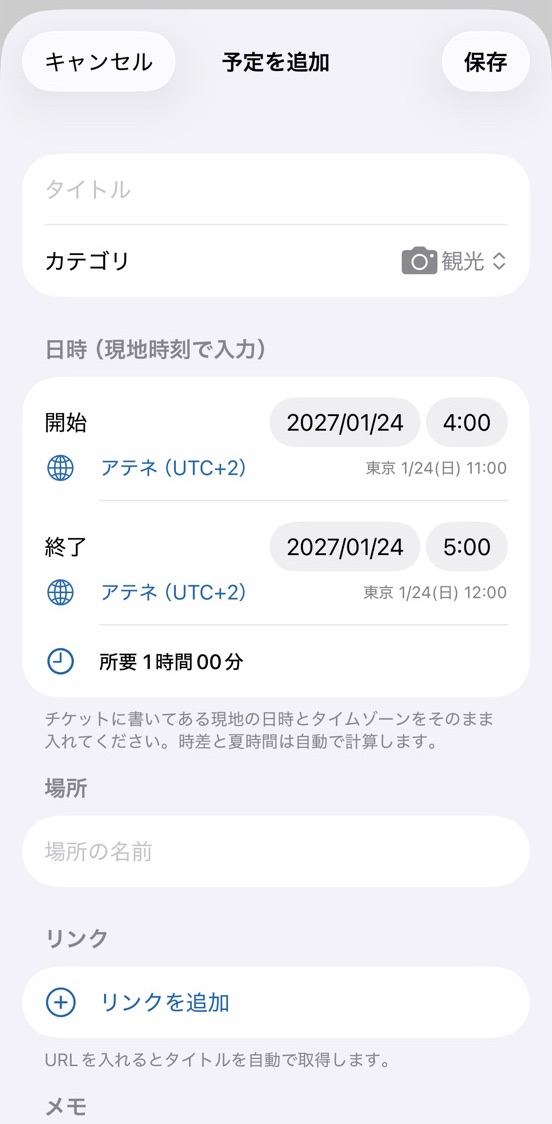 キャンセル 予定を追加 保存
タイトル
カテゴリ 観光
日時（現地時刻で入力）
開始 2027/01/24 4:00
アテネ（UTC+2） 東京 1/24(日) 11:00
終了 2027/01/24 5:00
アテネ（UTC+2） 東京 1/24(日) 12:00
所要 1時間00分
チケットに書いてある現地の日時とタイムゾーンをそのまま
入れてください。時差と夏時間は自動で計算します。
場所
場所の名前
リンク
リンクを追加
URLを入れるとタイトルを自動で取得します。
メモ